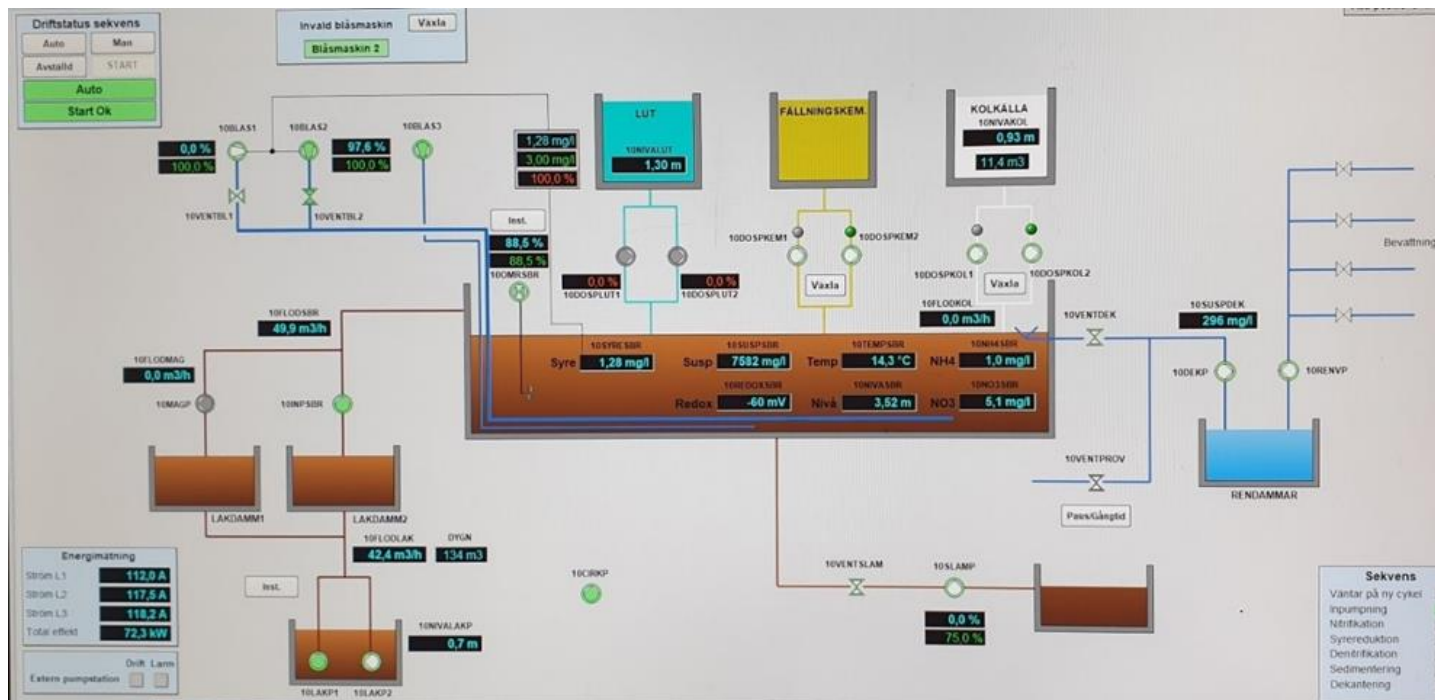 Driftstatus sekvens
Auto
Man
Avställd
START
Auto
Start Ok
Invald blåsmaskin
Växla
Blåsmaskin 2
10BLAS1
10BLAS2
10BLAS3
0,0 %
100,0 %
97,6 %
100,0 %
10VENTBL1
10VENTBL2
1,28 mg/l
3,00 mg/l
100,0 %
LUT
10NIVALUT
1,30 m
FÄLLNINGSKEM.
KOLKÄLLA
10NIVAKOL
0,93 m
11,4 m3
Inst.
88,5 %
88,5 %
10OMRSBR
0,0 %
10DOSPLUT1
0,0 %
10DOSPLUT2
10DOSPKEM1
10DOSPKEM2
Växla
10DOSPKOL1
10DOSPKOL2
Växla
10FLODKOL
0,0 m3/h
10FLODSBR
49,9 m3/h
10FLODMAG
0,0 m3/h
10MAGP
10INPSBR
LAKDAMM1
LAKDAMM2
10SYRESBR
Syre
1,28 mg/l
10SUSPSBR
Susp
7582 mg/l
10TEMPSBR
Temp
14,3 °C
10NH4SBR
NH4
1,0 mg/l
10REDOXSBR
Redox
-60 mV
10NIVASBR
Nivå
3,52 m
10NO3SBR
NO3
5,1 mg/l
10VENTDEK
10SUSPDEK
296 mg/l
10DEKP
10RENVP
Bevattning
RENDAMMAR
10VENTPROV
Paus/Gångtid
10FLODLAK
42,4 m3/h
DYGN
134 m3
Inst.
10NIVALAKP
0,7 m
10LAKP1
10LAKP2
10CIRKP
10VENTSLAM
10SLAMP
0,0 %
75,0 %
Energimätning
Ström L1
112,0 A
Ström L2
117,5 A
Ström L3
118,2 A
Total effekt
72,3 kW
Drift Larm
Extern pumpstation
Sekvens
Väntar på ny cykel
Inpumpning
Nitrifikation
Syrereduktion
Denitrifikation
Sedimentering
Dekantering